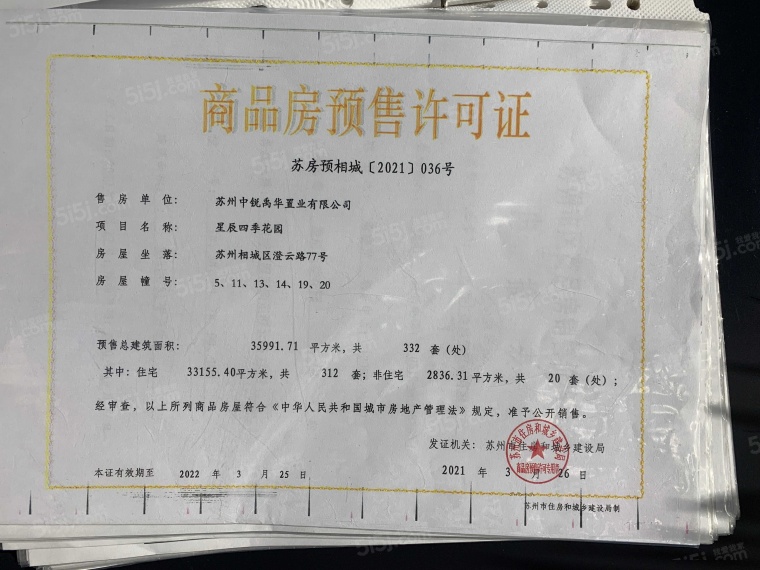 商品房预售许可证
苏房预相城〔2021〕036号
售房单位: 苏州中锐禹华置业有限公司
项目名称: 星辰四季花园
房屋坐落: 苏州相城区澄云路77号
房屋幢号: 5、11、13、14、19、20
预售总建筑面积: 35991.71 平方米，共 332 套（处）
其中：住宅 33155.40平方米，共 312 套；非住宅 2836.31平方米，共 20 套（处）；
经审查，以上所列商品房屋符合《中华人民共和国城市房地产管理法》规定，准予公开销售。
发证机关: 苏州市住房和城乡建设局
本证有效期至 2022 年 3 月 25日
2021 年 3 月 26日
苏州市住房和城乡建设局制